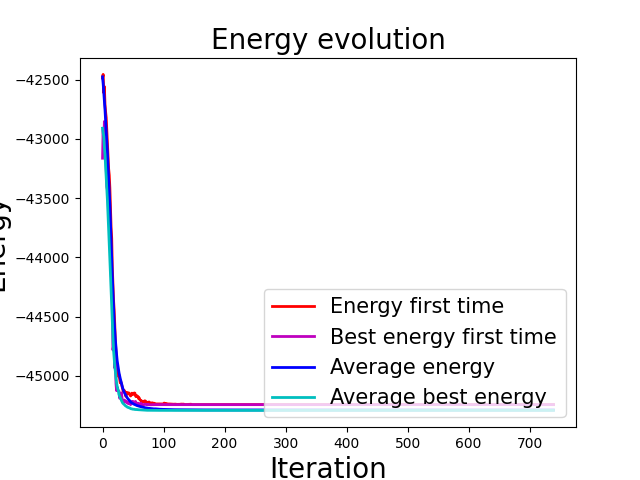 Energy evolution
−42500
−43000
−43500
−44000
−44500
−45000
Energy
Energy first time
Best energy first time
Average energy
Average best energy
0 100 200 300 400 500 600 700
Iteration